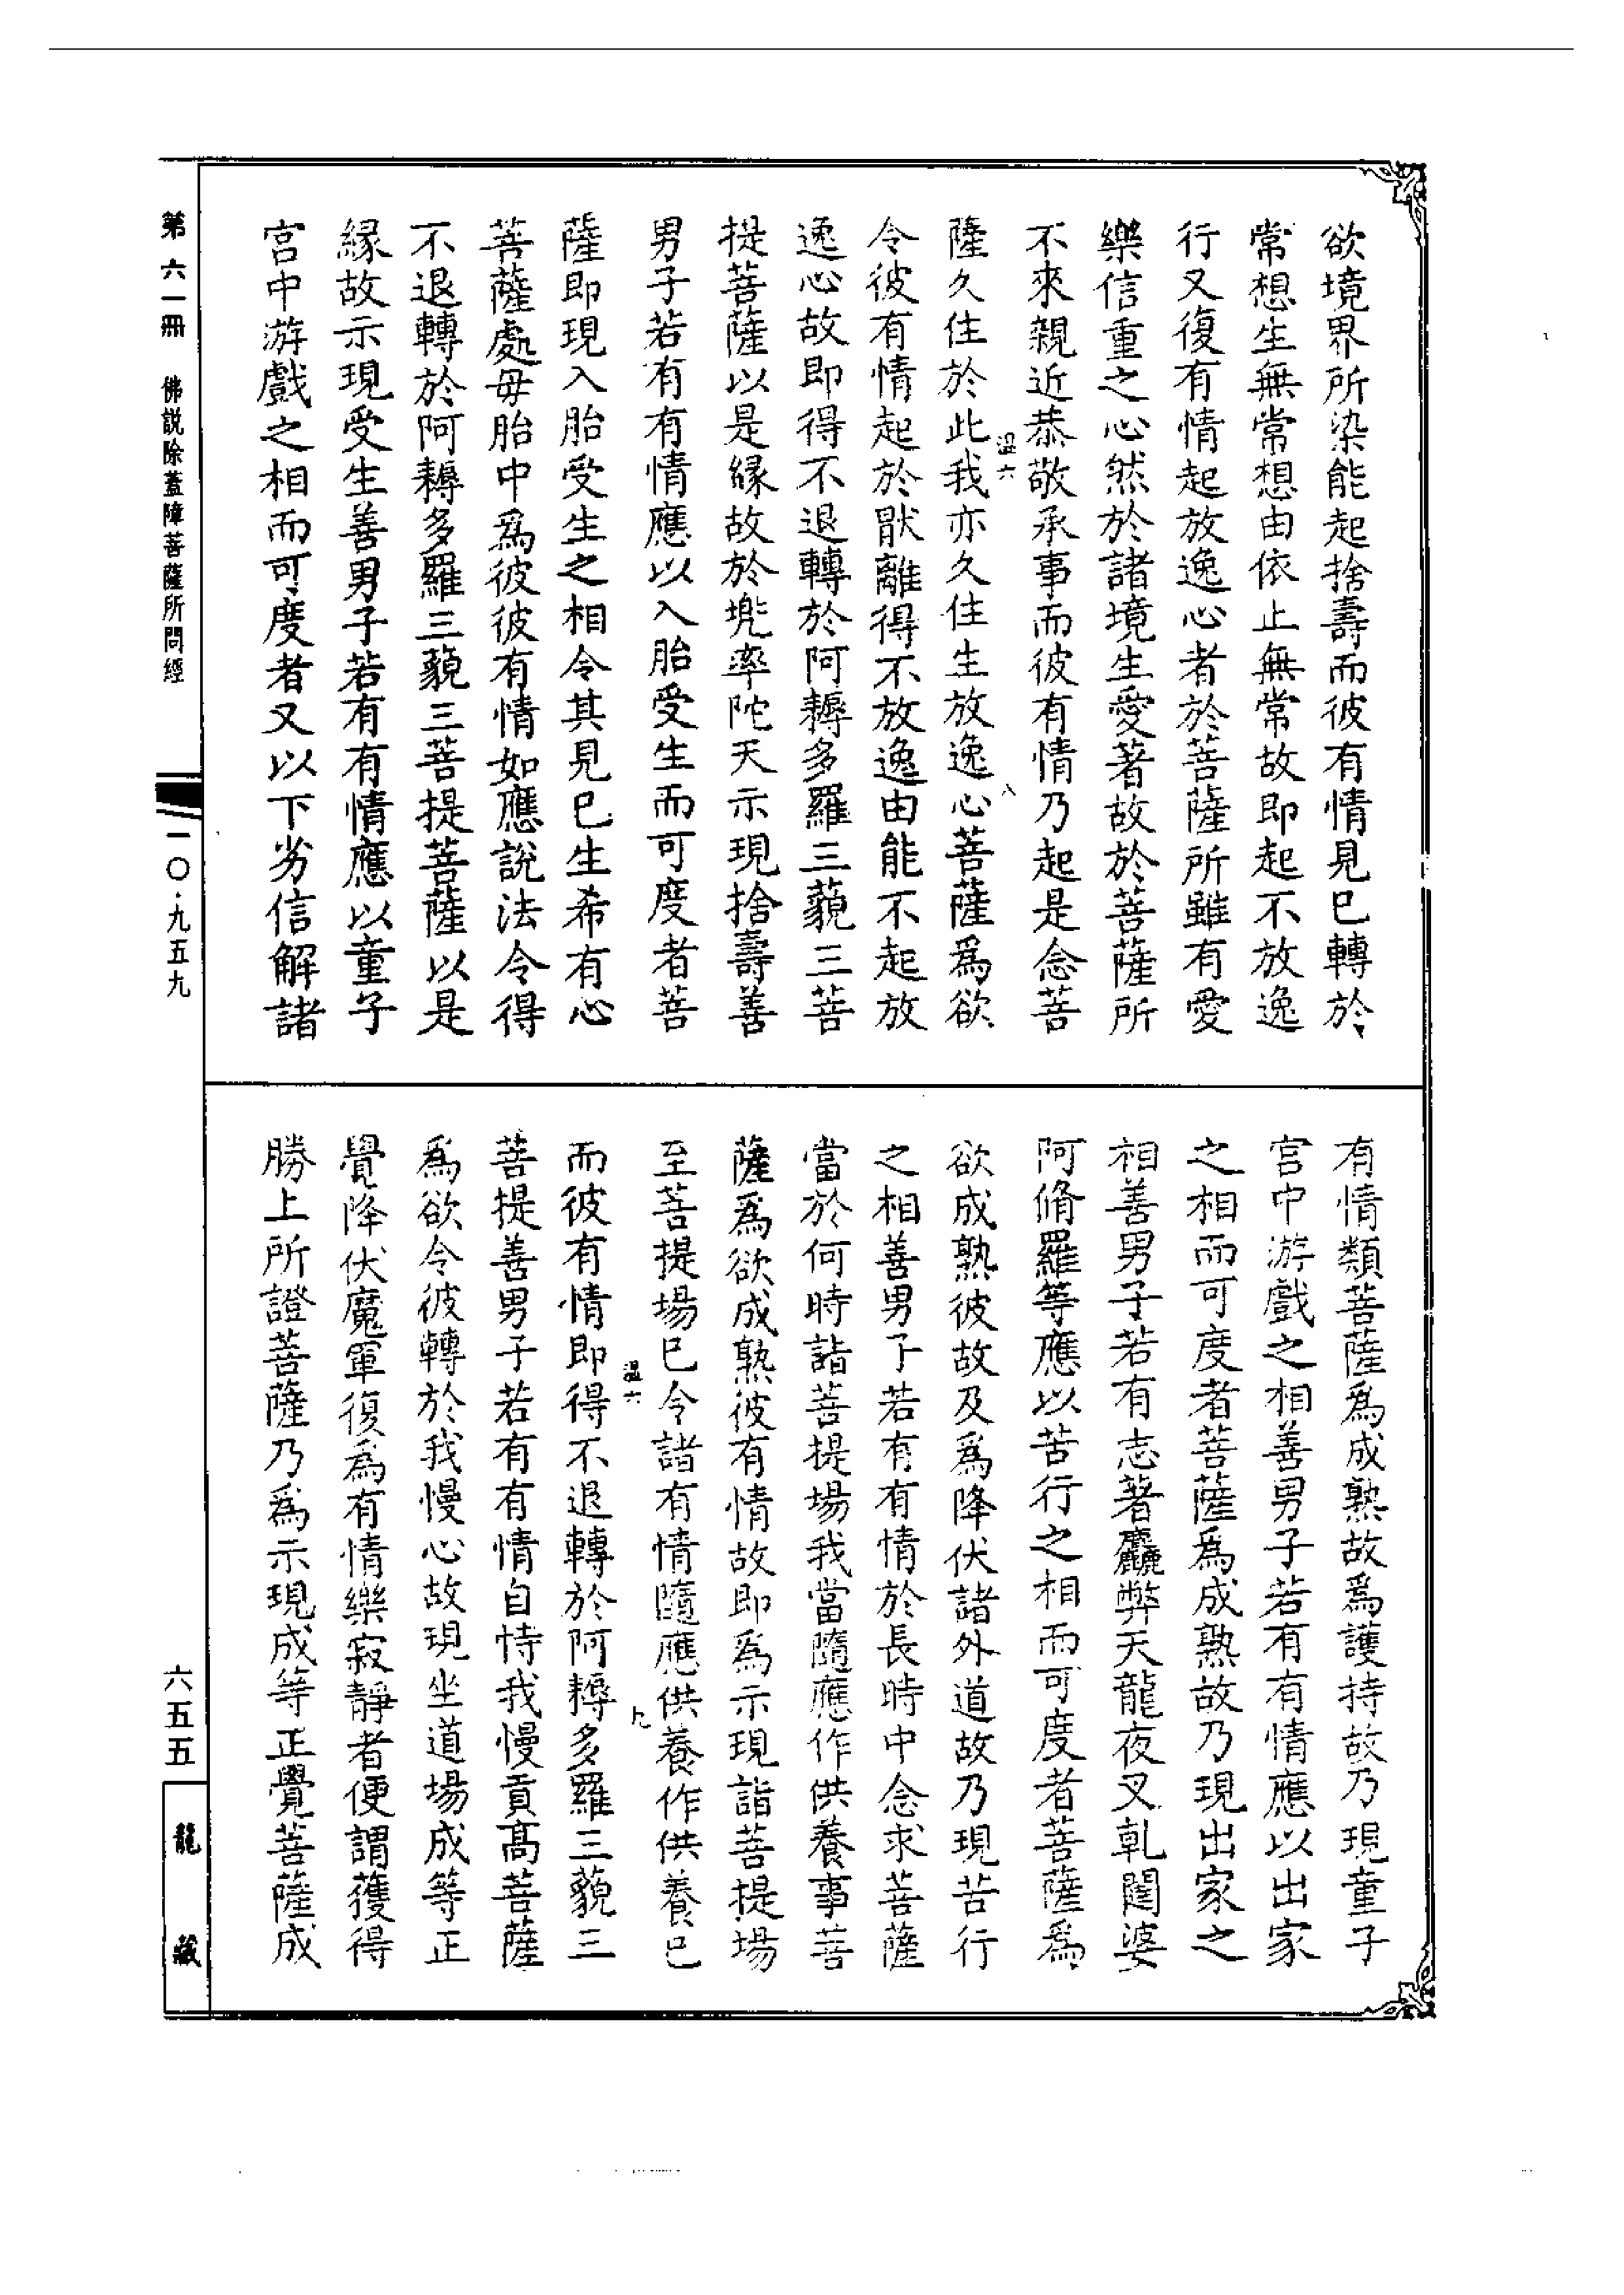 欲境界所染能起捨壽而彼有情見已轉於
常想生無常想由依止無常故即起不放逸
行又復有情起放逸心者於菩薩所雖有愛
樂信重之心然於諸境生愛著故於菩薩所
不來親近恭敬承事而彼有情乃起是念菩
溫六
八
薩久住於此我亦久住生放逸心菩薩爲欲
令彼有情起於猒離得不放逸由能不起放
逸心故即得不退轉於阿耨多羅三藐三菩
提菩薩以是緣故於兠率陀天示現捨壽善
男子若有有情應以入胎受生而可度者菩
薩即現入胎受生之相令其見已生希有心
菩薩處母胎中爲彼彼有情如應說法令得
不退轉於阿耨多羅三藐三菩提菩薩以是
緣故示現受生善男子若有有情應以童子
宮中游戲之相而可度者又以下劣信解諸
有情類菩薩爲成熟故爲護持故乃現童子
宮中游戲之相善男子若有有情應以出家
之相而可度者菩薩爲成熟故乃現出家之
相善男子若有志著麤弊天龍夜叉乹闥婆
阿脩羅等應以苦行之相而可度者菩薩爲
欲成熟彼故及爲降伏諸外道故乃現苦行
之相善男子若有有情於長時中念求菩薩
當於何時詣菩提場我當隨應作供養事菩
薩爲欲成熟彼有情故即爲示現詣菩提場
至菩提場已令諸有情隨應供養作供養已
溫六
九
而彼有情即得不退轉於阿耨多羅三藐三
菩提善男子若有有情自恃我慢貢高菩薩
爲欲令彼轉於我慢心故現坐道場成等正
覺降伏魔軍復爲有情樂寂靜者便謂獲得
勝上所證菩薩乃爲示現成等正覺菩薩成
第六一冊 佛説除蓋障菩薩所問經
一〇·九五九
六五五
龍藏